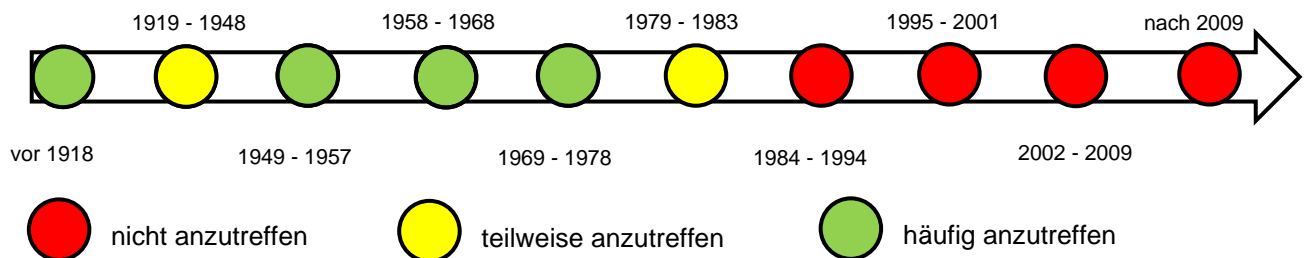 1919 - 1948 1958 - 1968 1979 - 1983 1995 - 2001 nach 2009
vor 1918 1949 - 1957 1969 - 1978 1984 - 1994 2002 - 2009
nicht anzutreffen teilweise anzutreffen häufig anzutreffen